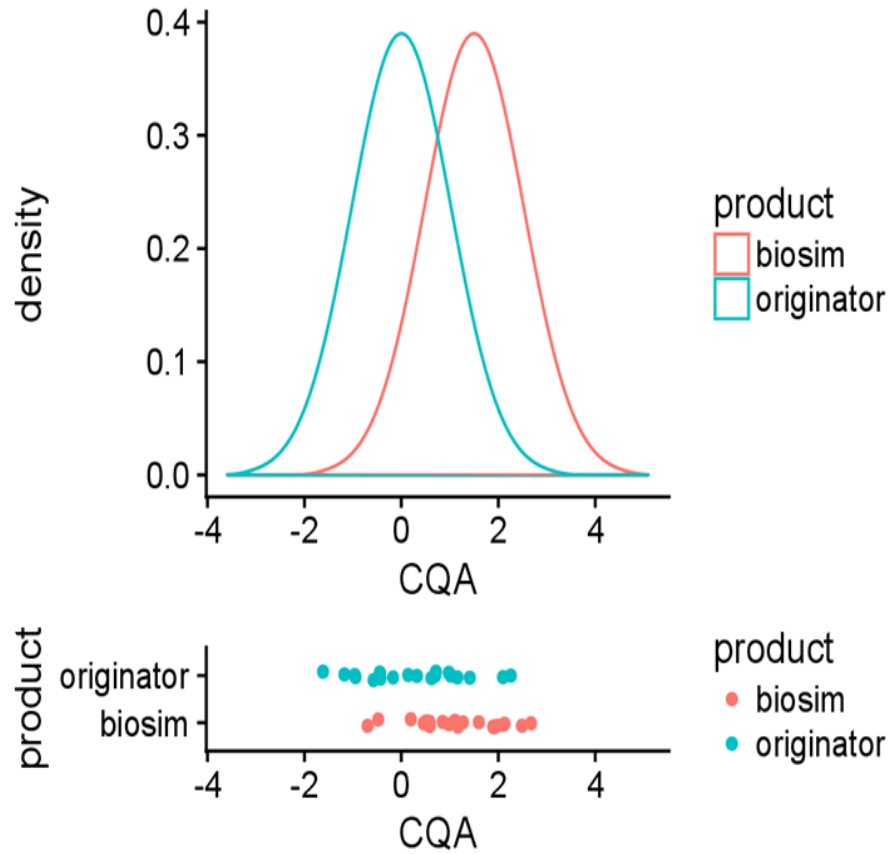 density
0.4
0.3
0.2
0.1
0.0
-4 -2 0 2 4
CQA
product
biosim
originator
product
originator
biosim
-4 -2 0 2 4
CQA
product
biosim
originator